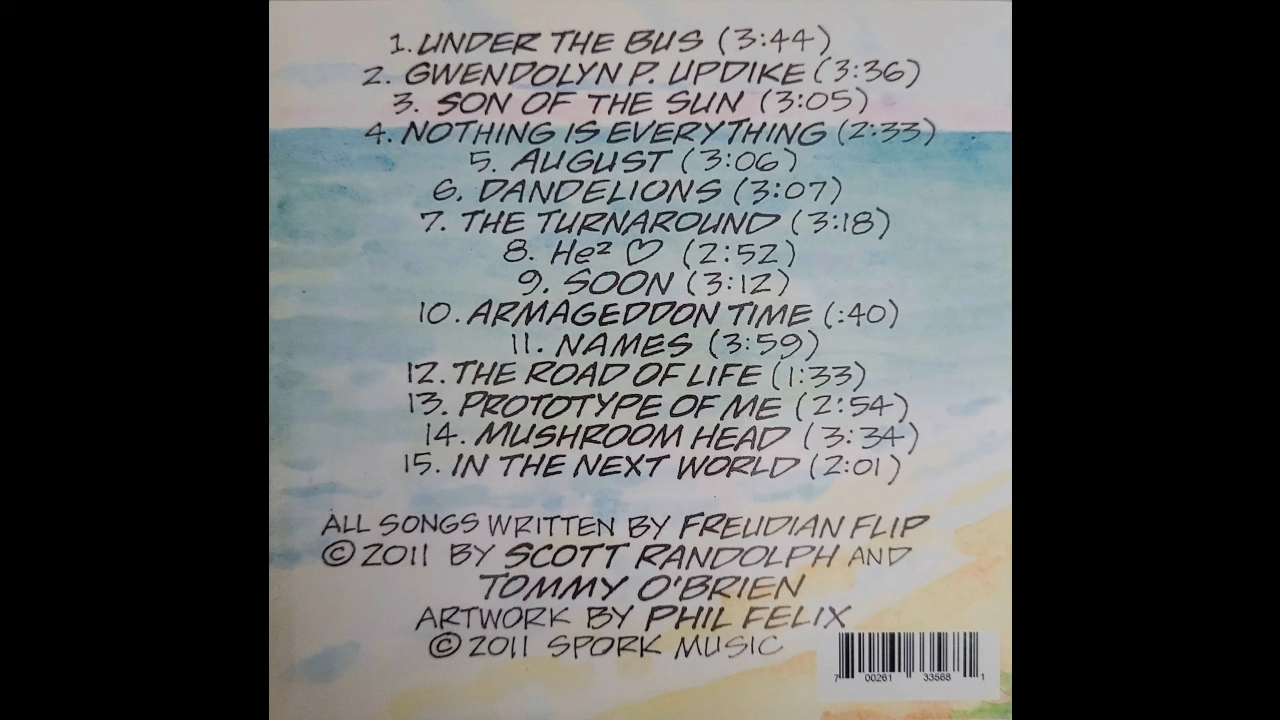 1. UNDER THE BUS (3:44)
2. GWENDOLYN P. UPDIKE (3:36)
3. SON OF THE SUN (3:05)
4. NOTHING IS EVERYTHING (2:33)
5. AUGUST (3:06)
6. DANDELIONS (3:07)
7. THE TURNAROUND (3:18)
8. He² ♡ (2:52)
9. SOON (3:12)
10. ARMAGEDDON TIME (:40)
11. NAMES (3:59)
12. THE ROAD OF LIFE (1:33)
13. PROTOTYPE OF ME (2:54)
14. MUSHROOM HEAD (3:34)
15. IN THE NEXT WORLD (2:01)
ALL SONGS WRITTEN BY FREUDIAN FLIP
© 2011 BY SCOTT RANDOLPH AND
TOMMY O'BRIEN
ARTWORK BY PHIL FELIX
© 2011 SPORK MUSIC
7 00261 33568 1